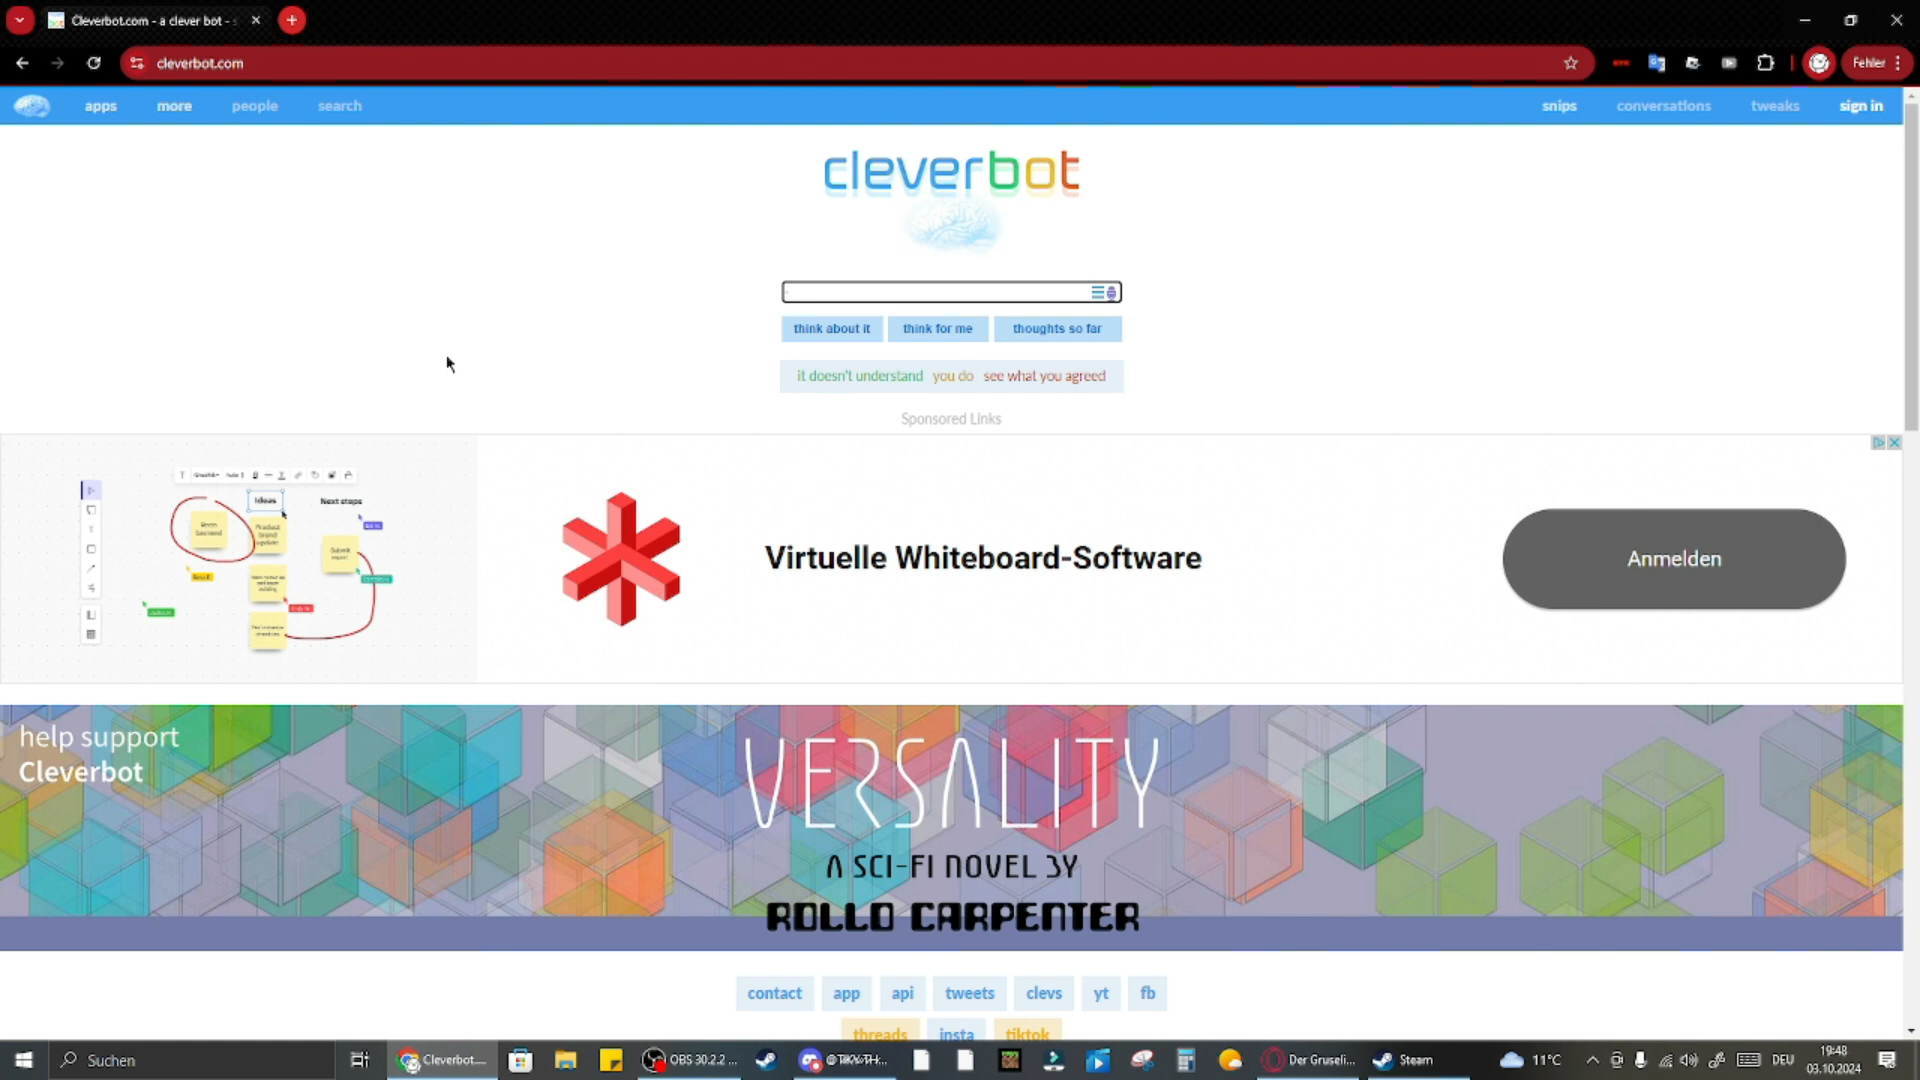 Cleverbot.com - a clever bot -
cleverbot.com
Fehler
apps more people search
snips conversations tweaks sign in
cleverbot
think about it think for me thoughts so far
it doesn't understand you do see what you agreed
Sponsored Links
Ideas Next steps
Product brand update
Virtuelle Whiteboard-Software
Anmelden
help support
Cleverbot
VERSALITY
A SCI-FI NOVEL BY
ROLLO CARPENTER
contact app api tweets clevs yt fb
threads insta tiktok
Suchen
Cleverbot....
OBS 30.2.2 ...
Der Gruseli...
Steam
11°C
DEU
19:48
03.10.2024